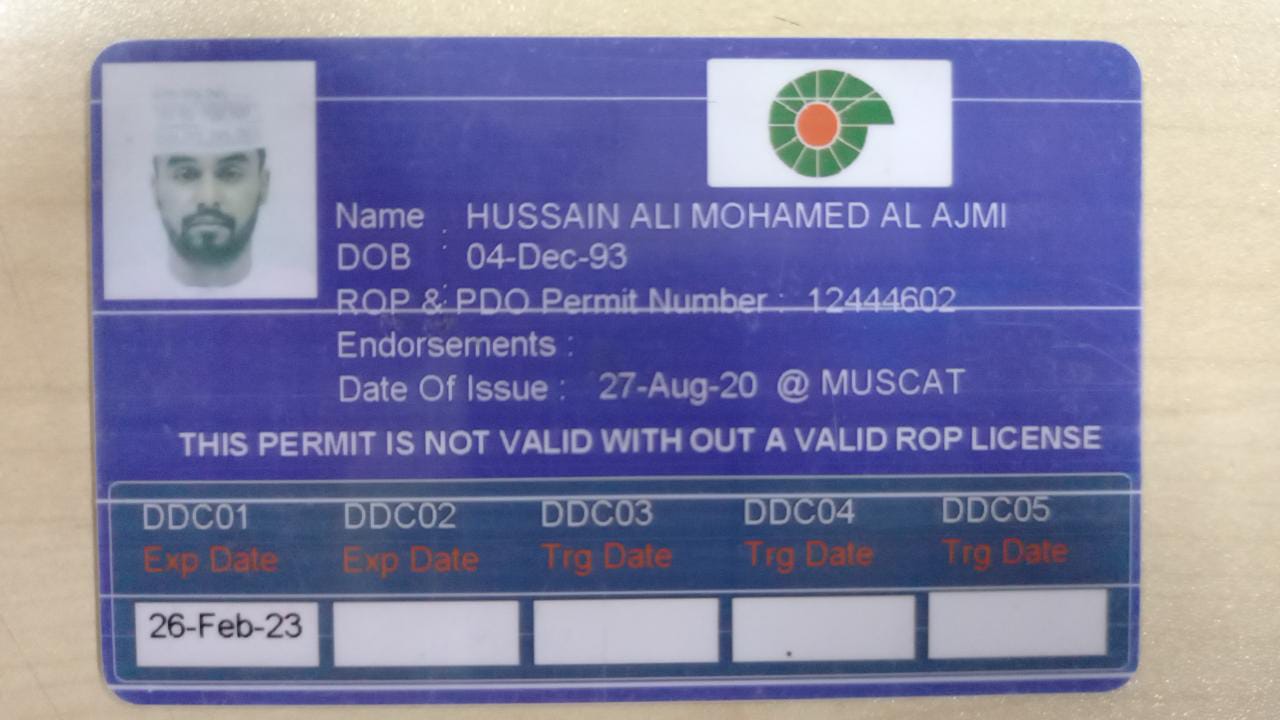 Name : HUSSAIN ALI MOHAMED AL AJMI
DOB : 04-Dec-93
ROP & PDO Permit Number : 12444602
Endorsements :
Date Of Issue : 27-Aug-20 @ MUSCAT
THIS PERMIT IS NOT VALID WITH OUT A VALID ROP LICENSE
DDC01 DDC02 DDC03 DDC04 DDC05
Exp Date Exp Date Trg Date Trg Date Trg Date
26-Feb-23